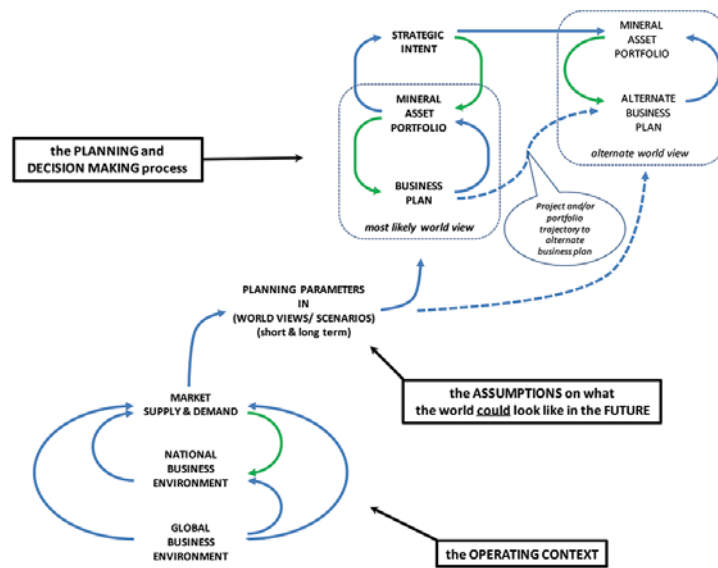 STRATEGIC
INTENT
MINERAL
ASSET
PORTFOLIO
MINERAL
ASSET
PORTFOLIO
ALTERNATE
BUSINESS
PLAN
alternate world view
the PLANNING and
DECISION MAKING process
BUSINESS
PLAN
most likely world view
Project and/or
portfolio
trajectory to
alternate
business plan
PLANNING PARAMETERS
IN
(WORLD VIEWS/ SCENARIOS)
(short & long term)
the ASSUMPTIONS on what
the world could look like in the FUTURE
MARKET
SUPPLY & DEMAND
NATIONAL
BUSINESS
ENVIRONMENT
GLOBAL
BUSINESS
ENVIRONMENT
the OPERATING CONTEXT